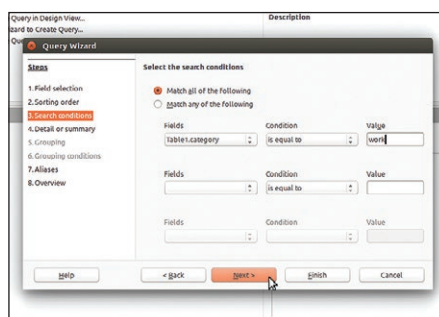 Query in Design View...
Description
zard to Create Query...
Qu
Query Wizard
Steps
Select the search conditions
1. Field selection
2. Sorting order
3. Search conditions
4. Detail or summary
5. Grouping
6. Grouping conditions
7. Aliases
8. Overview
Match all of the following
Match any of the following
Fields Condition Value
Table1.category is equal to work
Fields Condition Value
is equal to
Fields Condition Value
Help < Back Next > Finish Cancel